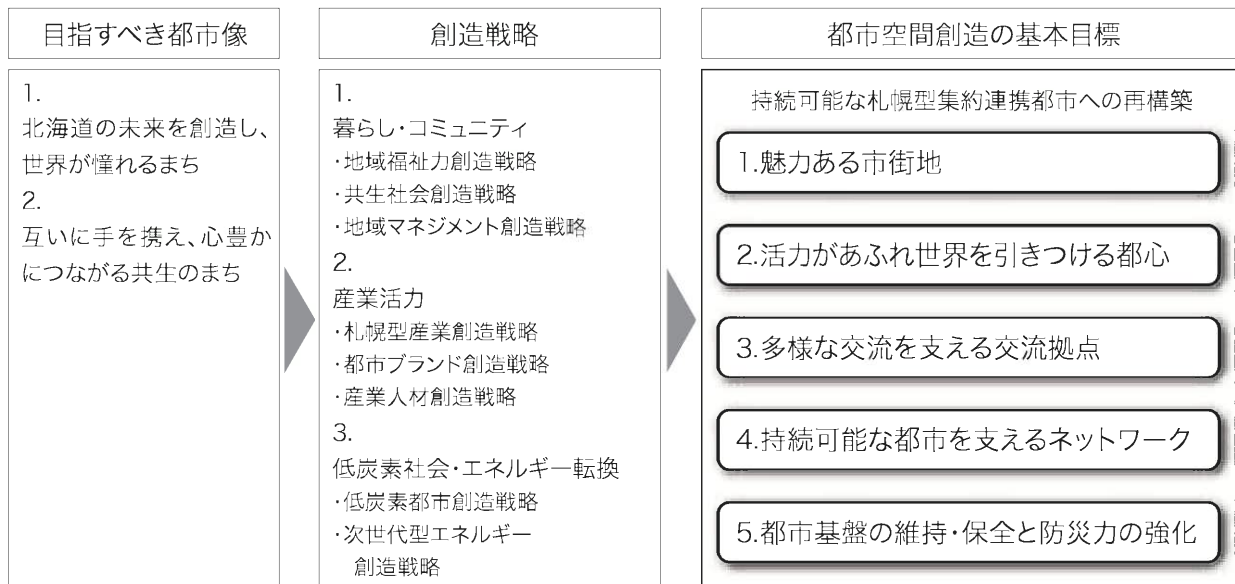 目指すべき都市像
1.
北海道の未来を創造し、
世界が憧れるまち
2.
互いに手を携え、心豊か
につながる共生のまち
創造戦略
1.
暮らし・コミュニティ
・地域福祉力創造戦略
・共生社会創造戦略
・地域マネジメント創造戦略
2.
産業活力
・札幌型産業創造戦略
・都市ブランド創造戦略
・産業人材創造戦略
3.
低炭素社会・エネルギー転換
・低炭素都市創造戦略
・次世代型エネルギー
創造戦略
都市空間創造の基本目標
持続可能な札幌型集約連携都市への再構築
1.魅力ある市街地
2.活力があふれ世界を引きつける都心
3.多様な交流を支える交流拠点
4.持続可能な都市を支えるネットワーク
5.都市基盤の維持・保全と防災力の強化